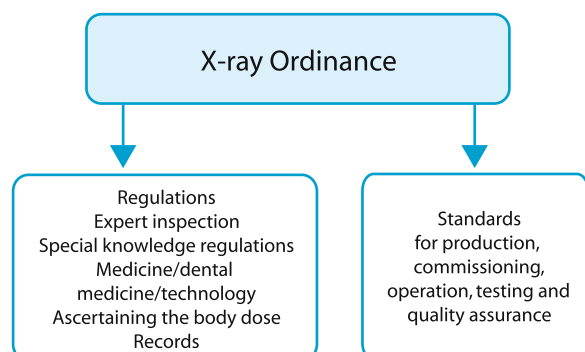 X-ray Ordinance
Regulations
Expert inspection
Special knowledge regulations
Medicine/dental
medicine/technology
Ascertaining the body dose
Records
Standards
for production,
commissioning,
operation, testing and
quality assurance